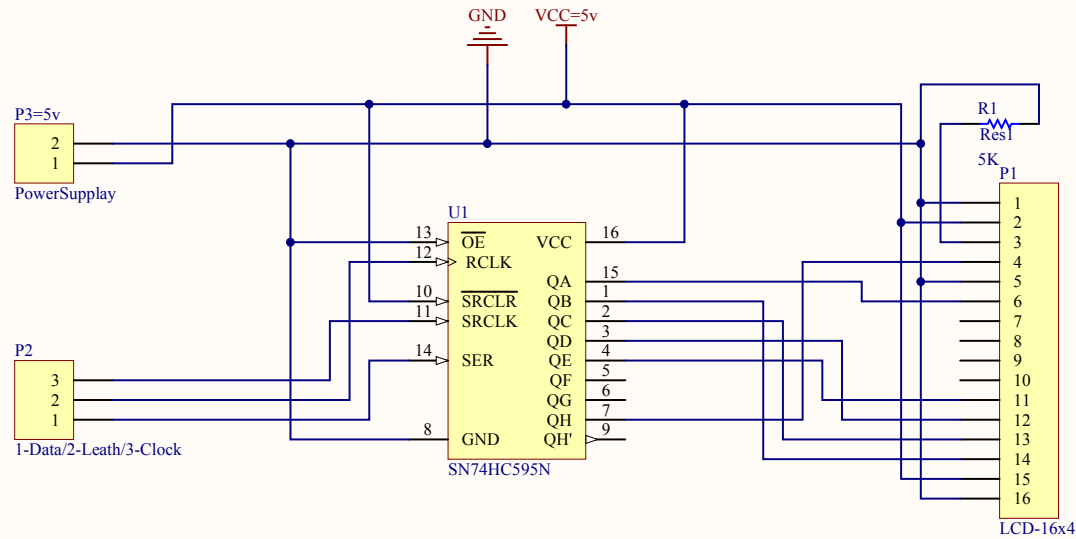 GND
VCC=5v
P3=5v
2
1
PowerSupplay
R1
Res1
5K
P1
1
2
3
4
5
6
7
8
9
10
11
12
13
14
15
16
LCD-16x4
U1
13 OE VCC 16
12 RCLK
QA 15
10 SRCLR QB 1
11 SRCLK QC 2
QD 3
14 SER QE 4
QF 5
QG 6
QH 7
8 GND QH' 9
SN74HC595N
P2
3
2
1
1-Data/2-Leath/3-Clock